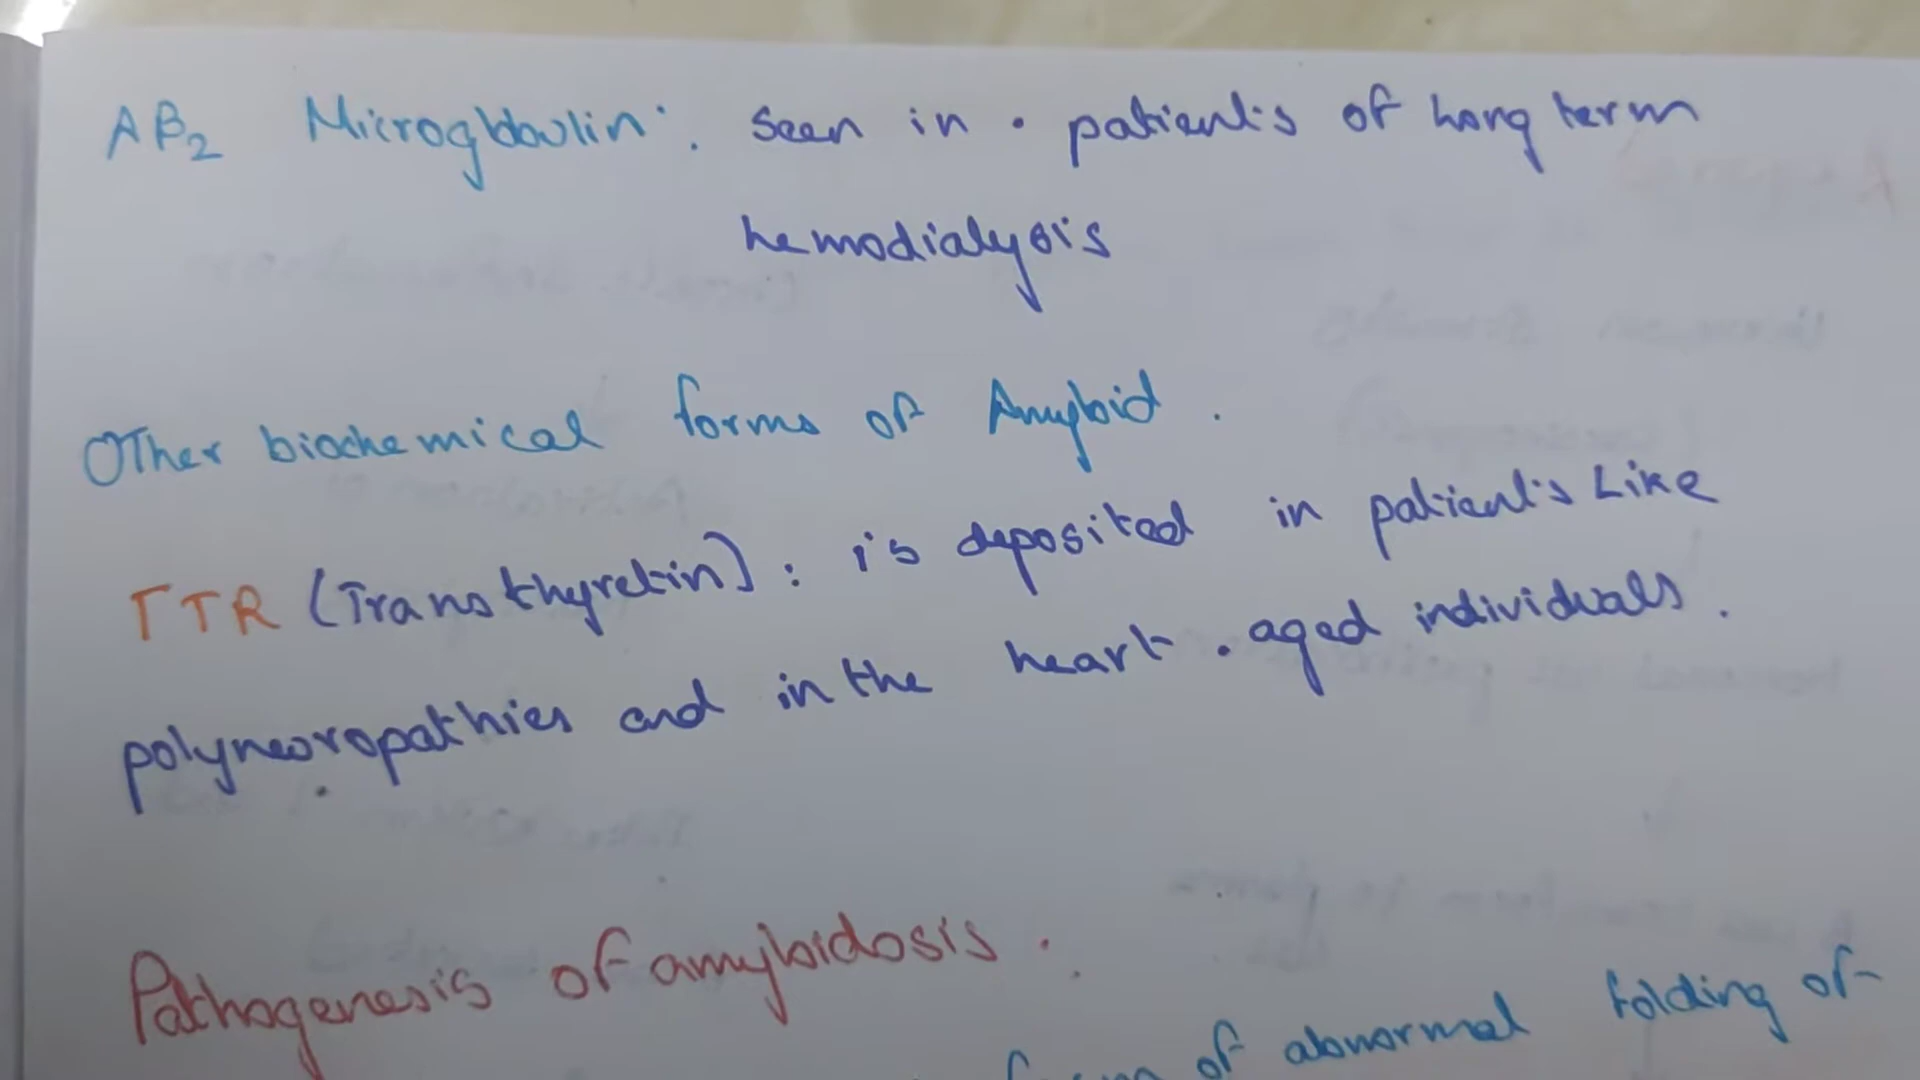 Aβ2 Microgbloulin: seen in. patients of long term
hemodialysis
Other biochemical forms of Amyloid.
TTR (Transthyretin): is deposited in patients Like
polyneuropathies and in the heart. aged individuals.
Pathogenesis of amyloidosis:
of abnormal folding of